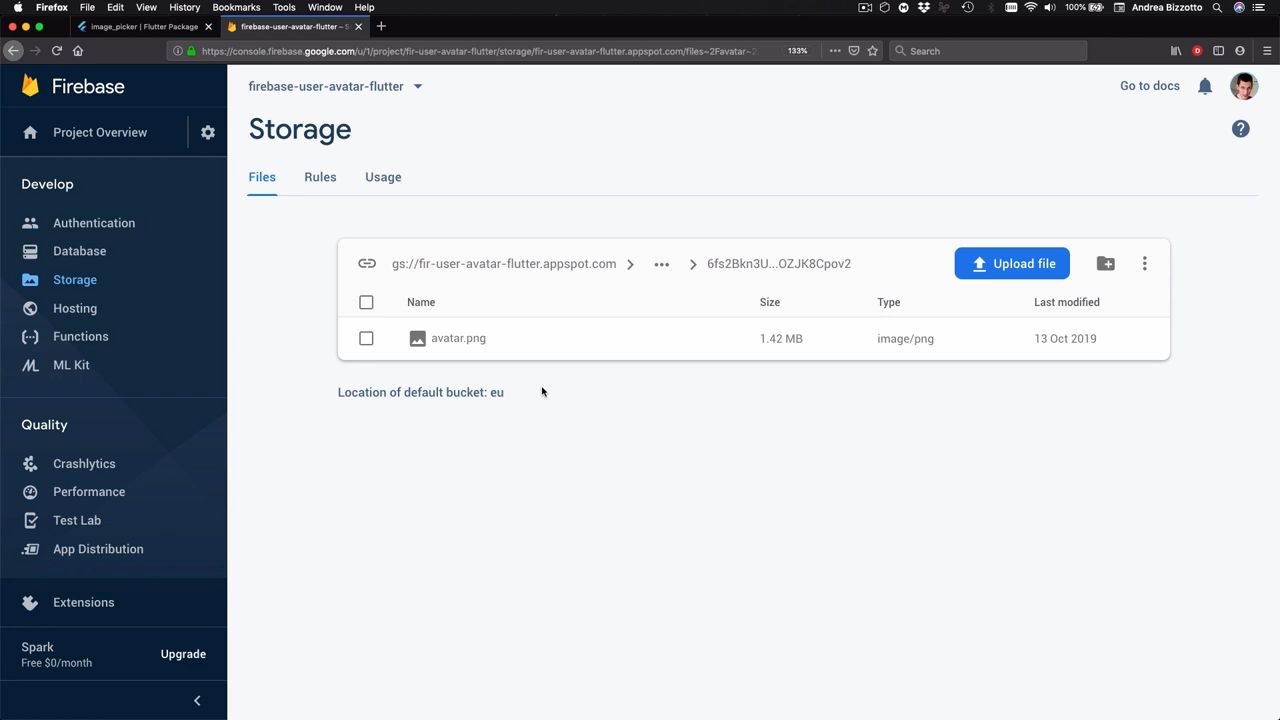 Firefox File Edit View History Bookmarks Tools Window Help 100% Andrea Bizzotto
image_picker | Flutter Package
firebase-user-avatar-flutter –
https://console.firebase.google.com/u/1/project/fir-user-avatar-flutter/storage/fir-user-avatar-flutter.appspot.com/files~2Favatar~2
133%
Search
Firebase
Project Overview
Develop
Authentication
Database
Storage
Hosting
Functions
ML Kit
Quality
Crashlytics
Performance
Test Lab
App Distribution
Extensions
Spark
Free $0/month
Upgrade
firebase-user-avatar-flutter
Go to docs
Storage
Files Rules Usage
gs://fir-user-avatar-flutter.appspot.com
6fs2Bkn3U...OZJK8Cpov2
Upload file
Name Size Type Last modified
avatar.png 1.42 MB image/png 13 Oct 2019
Location of default bucket: eu